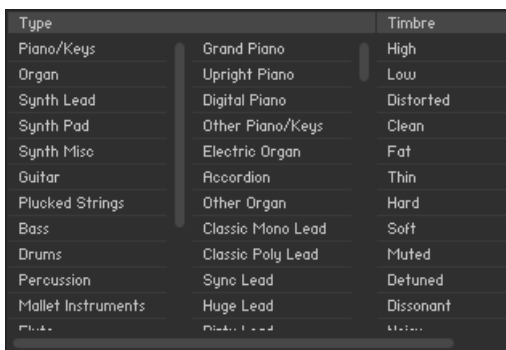 Type Timbre
Piano/Keys Grand Piano High
Organ Upright Piano Low
Synth Lead Digital Piano Distorted
Synth Pad Other Piano/Keys Clean
Synth Misc Electric Organ Fat
Guitar Accordion Thin
Plucked Strings Other Organ Hard
Bass Classic Mono Lead Soft
Drums Classic Poly Lead Muted
Percussion Sync Lead Detuned
Mallet Instruments Huge Lead Dissonant